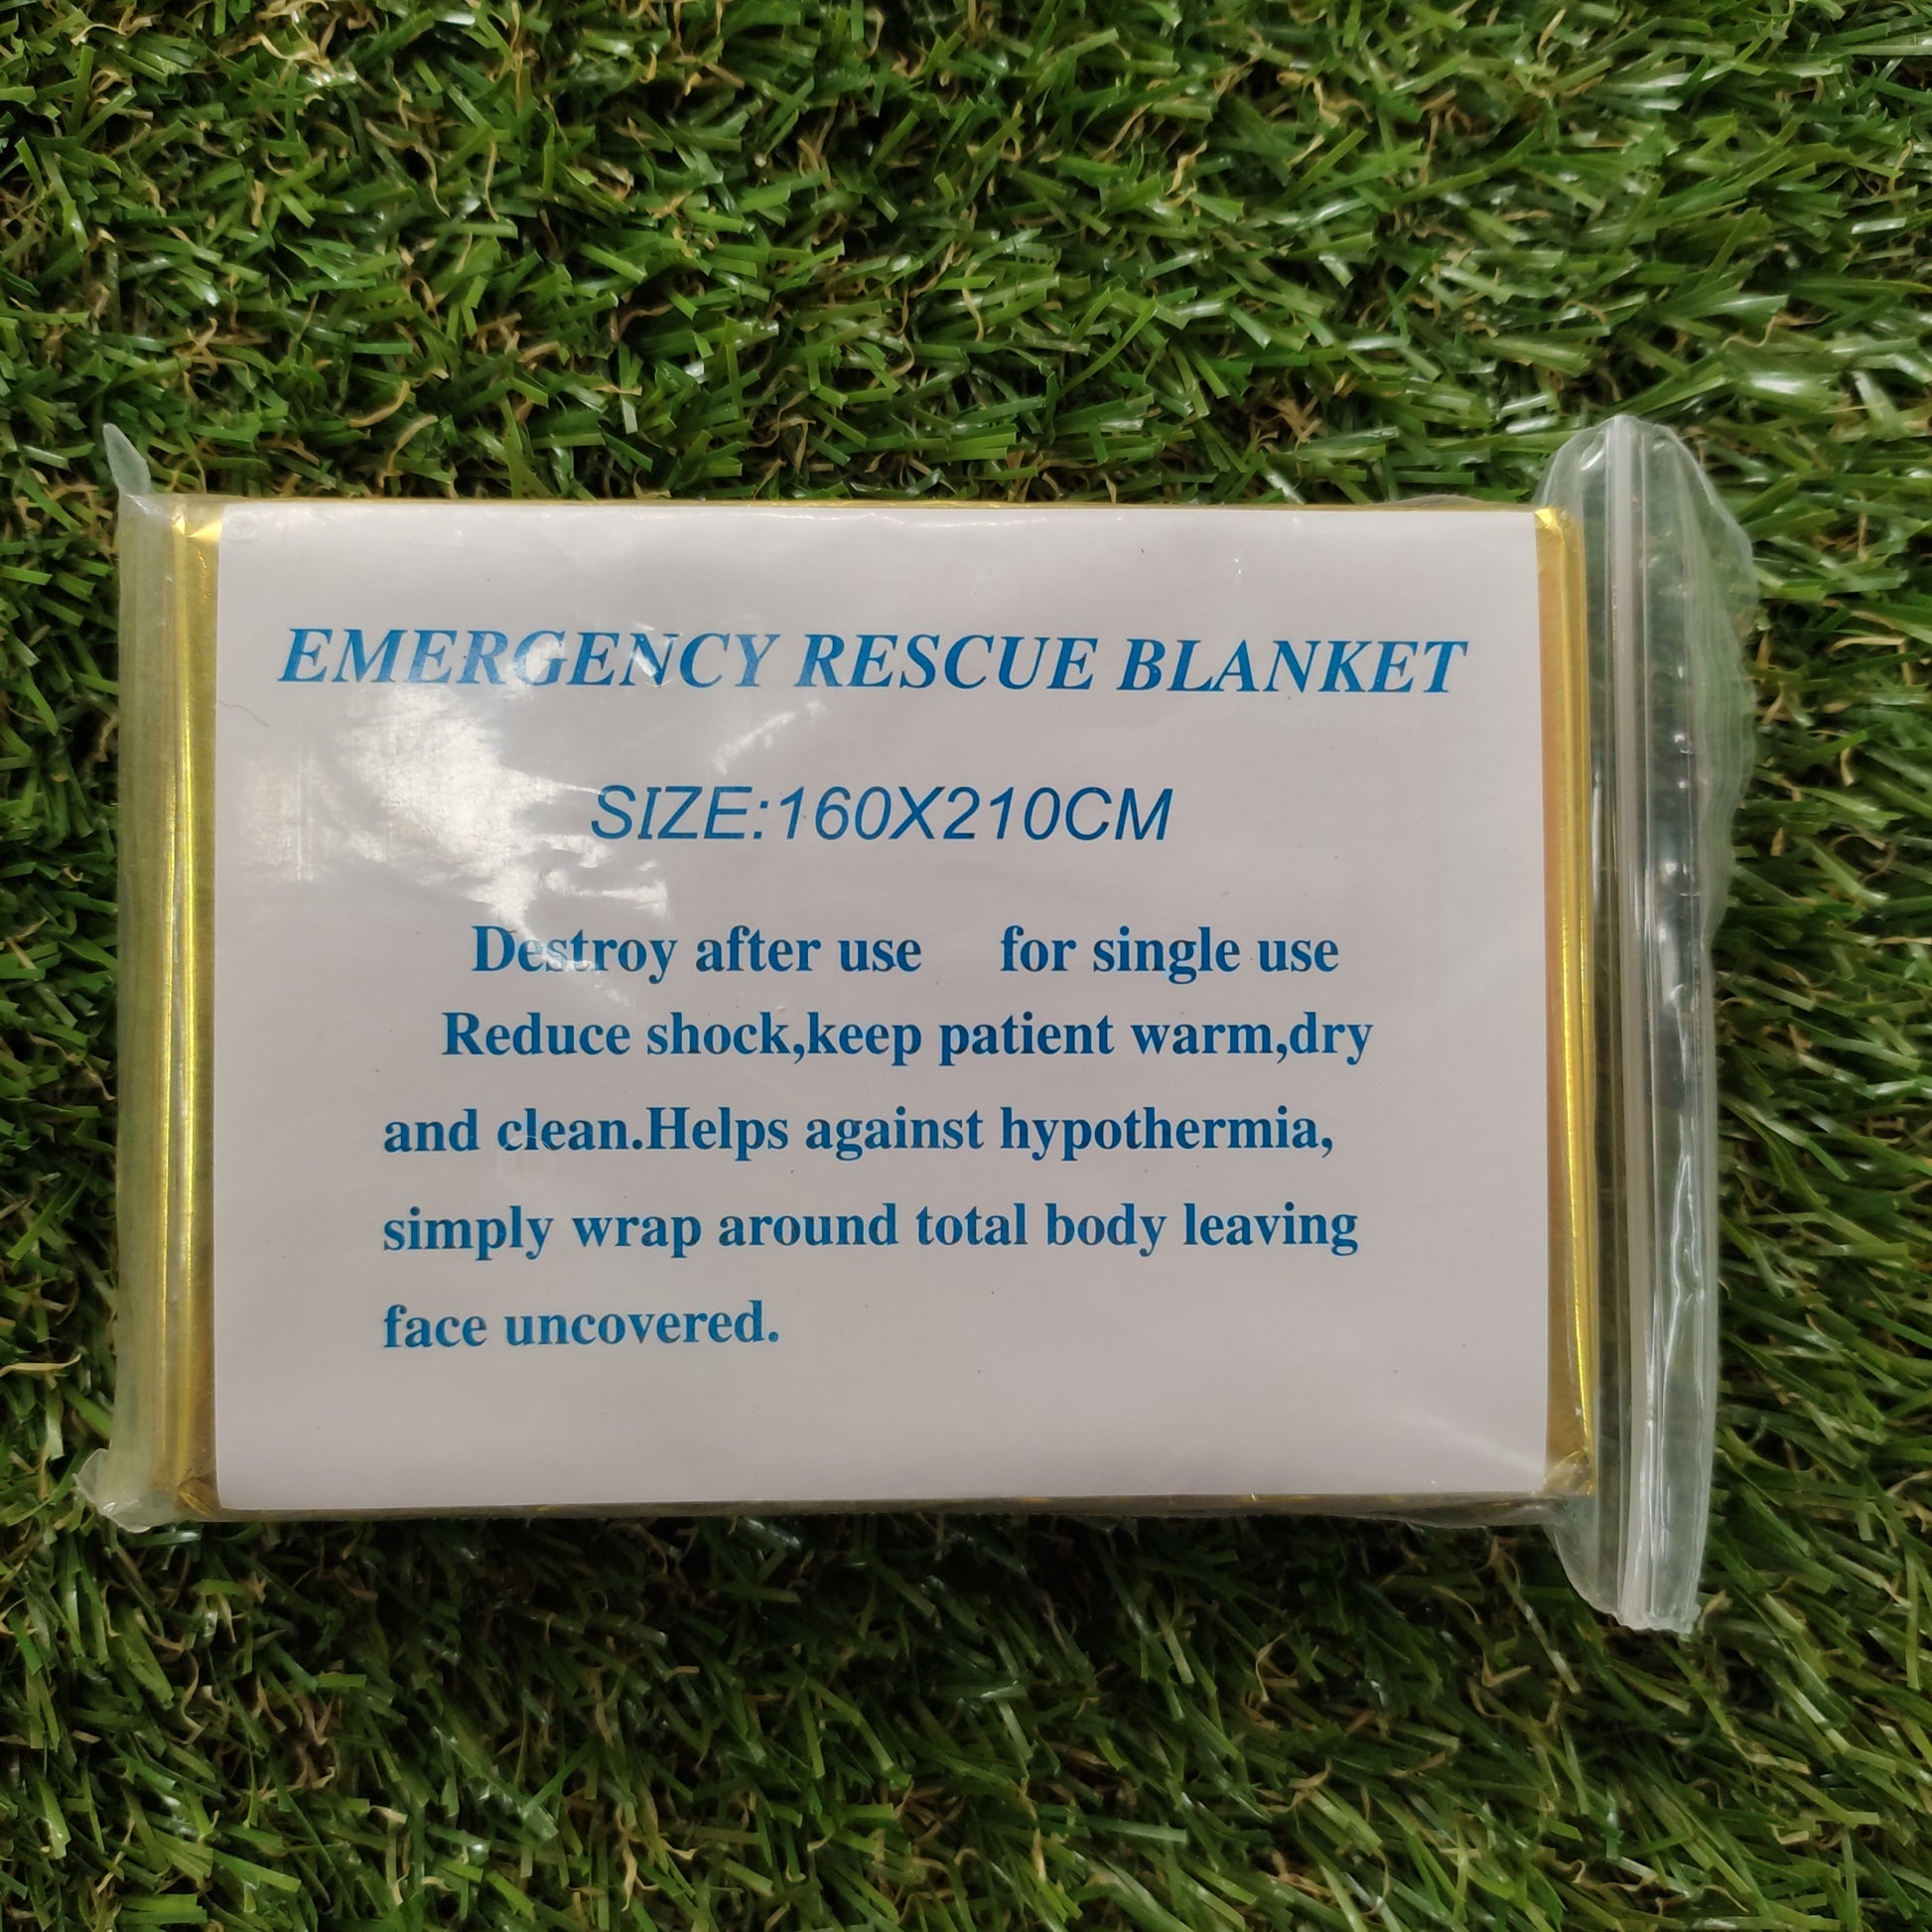 EMERGENCY RESCUE BLANKET
SIZE:160X210CM
Destroy after use for single use
Reduce shock,keep patient warm,dry
and clean.Helps against hypothermia,
simply wrap around total body leaving
face uncovered.